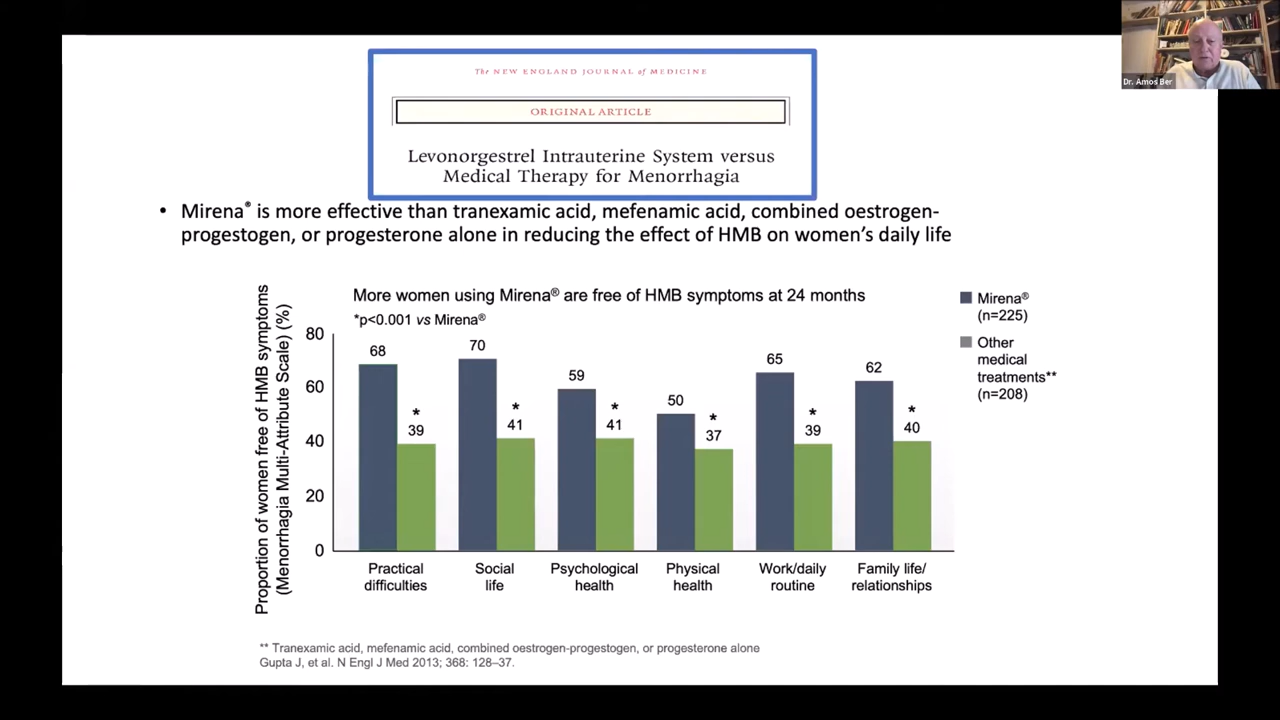 Dr. Amos Ber
The NEW ENGLAND JOURNAL of MEDICINE
ORIGINAL ARTICLE
Levonorgestrel Intrauterine System versus
Medical Therapy for Menorrhagia
• Mirena® is more effective than tranexamic acid, mefenamic acid, combined oestrogen-
progestogen, or progesterone alone in reducing the effect of HMB on women’s daily life
More women using Mirena® are free of HMB symptoms at 24 months
*p<0.001 vs Mirena®
Proportion of women free of HMB symptoms
(Menorrhagia Multi-Attribute Scale) (%)
80
60
40
20
0
68
* 39
70
* 41
59
* 41
50
* 37
65
* 39
62
* 40
Practical
difficulties
Social
life
Psychological
health
Physical
health
Work/daily
routine
Family life/
relationships
Mirena®
(n=225)
Other
medical
treatments**
(n=208)
** Tranexamic acid, mefenamic acid, combined oestrogen-progestogen, or progesterone alone
Gupta J, et al. N Engl J Med 2013; 368: 128–37.